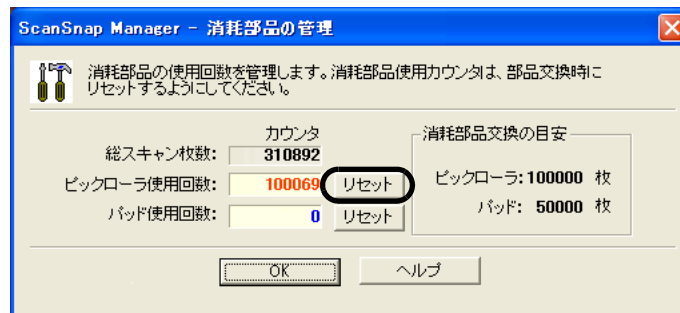 ScanSnap Manager - 消耗部品の管理
消耗部品の使用回数を管理します。消耗部品使用カウンタは、部品交換時に
リセットするようにしてください。
カウンタ
総スキャン枚数: 310892
ピックローラ使用回数: 100069 リセット
パッド使用回数: 0 リセット
消耗部品交換の目安
ピックローラ: 100000 枚
パッド: 50000 枚
OK ヘルプ